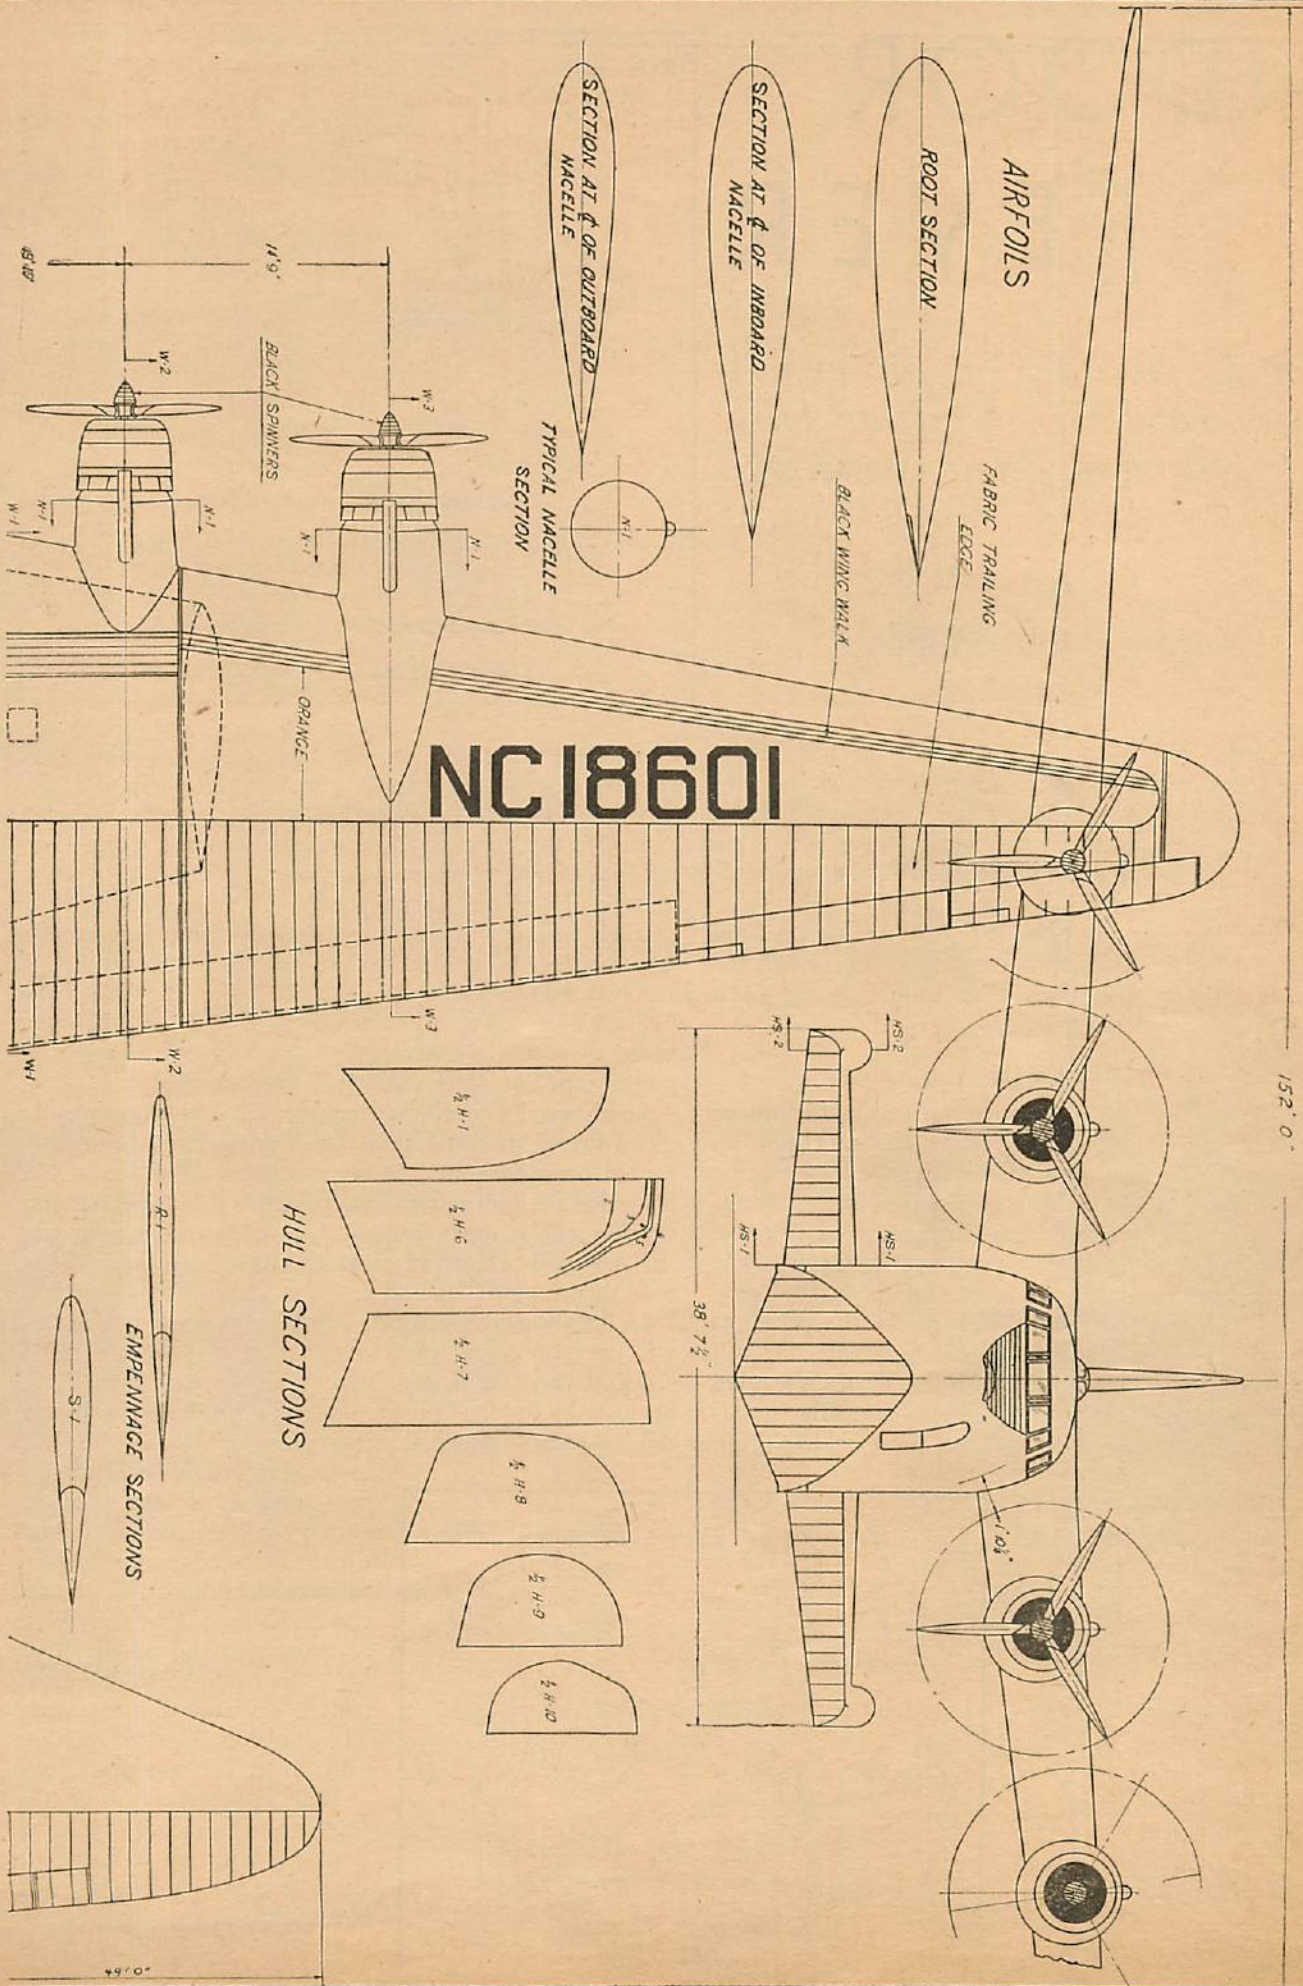 152' 0"
AIRFOILS
ROOT SECTION
SECTION AT ℄ OF INBOARD
NACELLE
SECTION AT ℄ OF OUTBOARD
NACELLE
TYPICAL NACELLE
SECTION
N-1
FABRIC TRAILING
EDGE
BLACK WING WALK
BLACK SPINNERS
14'9"
W-2
W-3
N-1
N-1
N-1
N-1
W-1
ORANGE
NC18601
W-3
W-2
W-1
HS-2
HS-2
HS-1
HS-1
38' 7½"
½ H-1
½ H-6
½ H-7
½ H-8
½ H-9
½ H-10
HULL SECTIONS
R-1
S-1
EMPENNAGE SECTIONS
49'0"